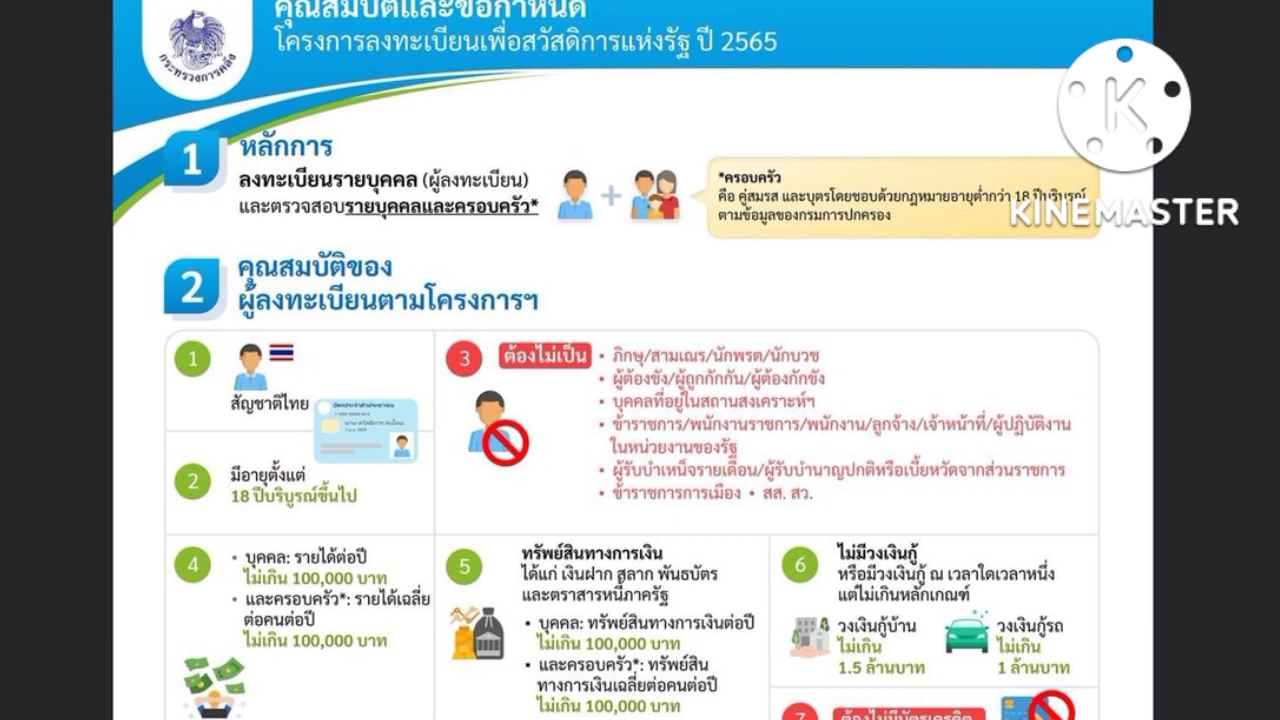 คุณสมบัติและข้อกำหนด
โครงการลงทะเบียนเพื่อสวัสดิการแห่งรัฐ ปี 2565
กระทรวงการคลัง
1
หลักการ
ลงทะเบียนรายบุคคล (ผู้ลงทะเบียน)
และตรวจสอบรายบุคคลและครอบครัว*
*ครอบครัว
คือ คู่สมรส และบุตรโดยชอบด้วยกฎหมายอายุต่ำกว่า 18 ปีบริบูรณ์
ตามข้อมูลของกรมการปกครอง
K
KINEMASTER
2
คุณสมบัติของ
ผู้ลงทะเบียนตามโครงการฯ
1
สัญชาติไทย
บัตรประจำตัวประชาชน
2
มีอายุตั้งแต่
18 ปีบริบูรณ์ขึ้นไป
3
ต้องไม่เป็น
• ภิกษุ/สามเณร/นักพรต/นักบวช
• ผู้ต้องขัง/ผู้ถูกกักกัน/ผู้ต้องกักขัง
• บุคคลที่อยู่ในสถานสงเคราะห์ฯ
• ข้าราชการ/พนักงานราชการ/พนักงาน/ลูกจ้าง/เจ้าหน้าที่/ผู้ปฏิบัติงาน
ในหน่วยงานของรัฐ
• ผู้รับบำเหน็จรายเดือน/ผู้รับบำนาญปกติหรือเบี้ยหวัดจากส่วนราชการ
• ข้าราชการการเมือง • สส. สว.
4
• บุคคล: รายได้ต่อปี
ไม่เกิน 100,000 บาท
• และครอบครัว*: รายได้เฉลี่ย
ต่อคนต่อปี
ไม่เกิน 100,000 บาท
5
ทรัพย์สินทางการเงิน
ได้แก่ เงินฝาก สลาก พันธบัตร
และตราสารหนี้ภาครัฐ
• บุคคล: ทรัพย์สินทางการเงินต่อปี
ไม่เกิน 100,000 บาท
• และครอบครัว*: ทรัพย์สิน
ทางการเงินเฉลี่ยต่อคนต่อปี
ไม่เกิน 100,000 บาท
6
ไม่มีวงเงินกู้
หรือมีวงเงินกู้ ณ เวลาใดเวลาหนึ่ง
แต่ไม่เกินหลักเกณฑ์
วงเงินกู้บ้าน
ไม่เกิน
1.5 ล้านบาท
วงเงินกู้รถ
ไม่เกิน
1 ล้านบาท
7
ต้องไม่มีบัตรเครดิต